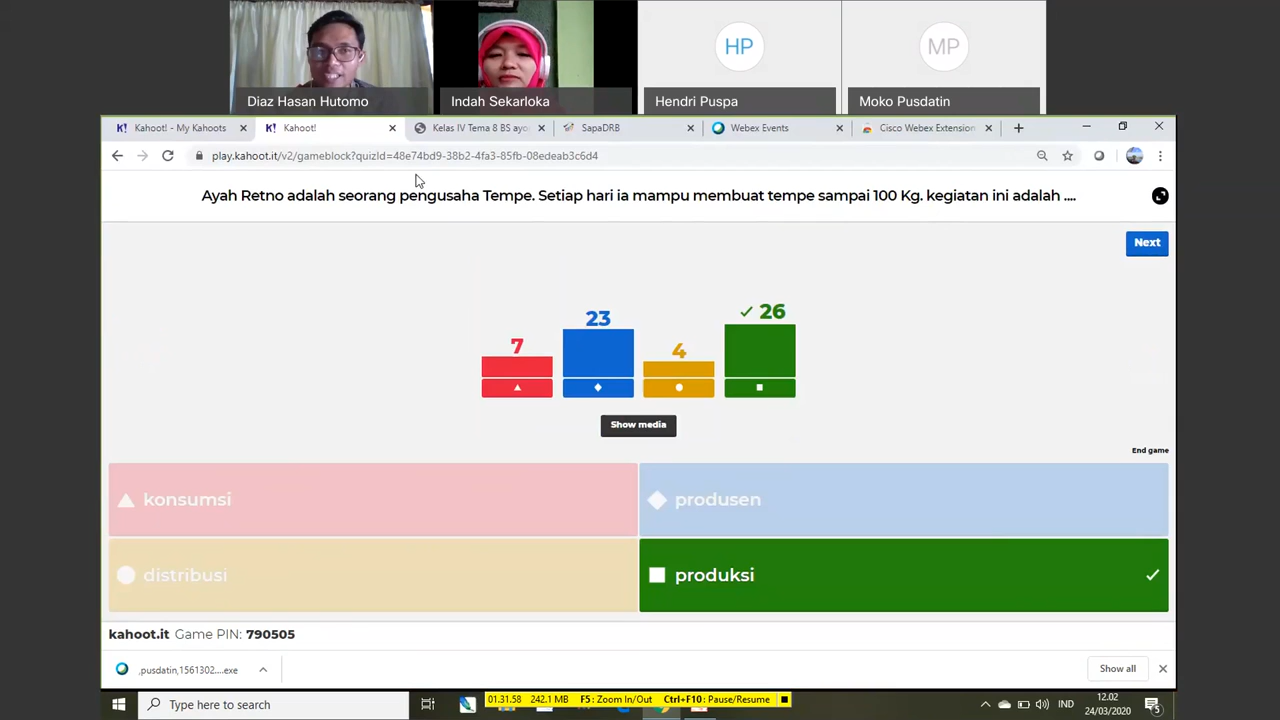 HP
MP
Diaz Hasan Hutomo
Indah Sekarloka
Hendri Puspa
Moko Pusdatin
K! Kahoot! - My Kahoots
K! Kahoot!
Kelas IV Tema 8 BS ayo
SapaDRB
Webex Events
Cisco Webex Extension
play.kahoot.it/v2/gameblock?quizId=48e74bd9-38b2-4fa3-85fb-08edeab3c6d4
Ayah Retno adalah seorang pengusaha Tempe. Setiap hari ia mampu membuat tempe sampai 100 Kg. kegiatan ini adalah ....
Next
7
23
4
26
Show media
End game
konsumsi
produsen
distribusi
produksi
kahoot.it Game PIN: 790505
,pusdatin,1561302....exe
Show all
Type here to search
01.31.58 242.1 MB F5: Zoom In/Out Ctrl+F10: Pause/Resume
IND
12.02
24/03/2020
5